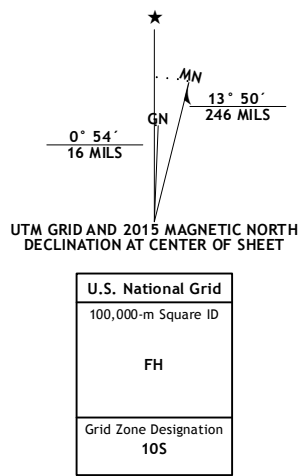 ★
MN
GN
13° 50´
246 MILS
0° 54´
16 MILS
UTM GRID AND 2015 MAGNETIC NORTH
DECLINATION AT CENTER OF SHEET
U.S. National Grid
100,000-m Square ID
FH
Grid Zone Designation
10S